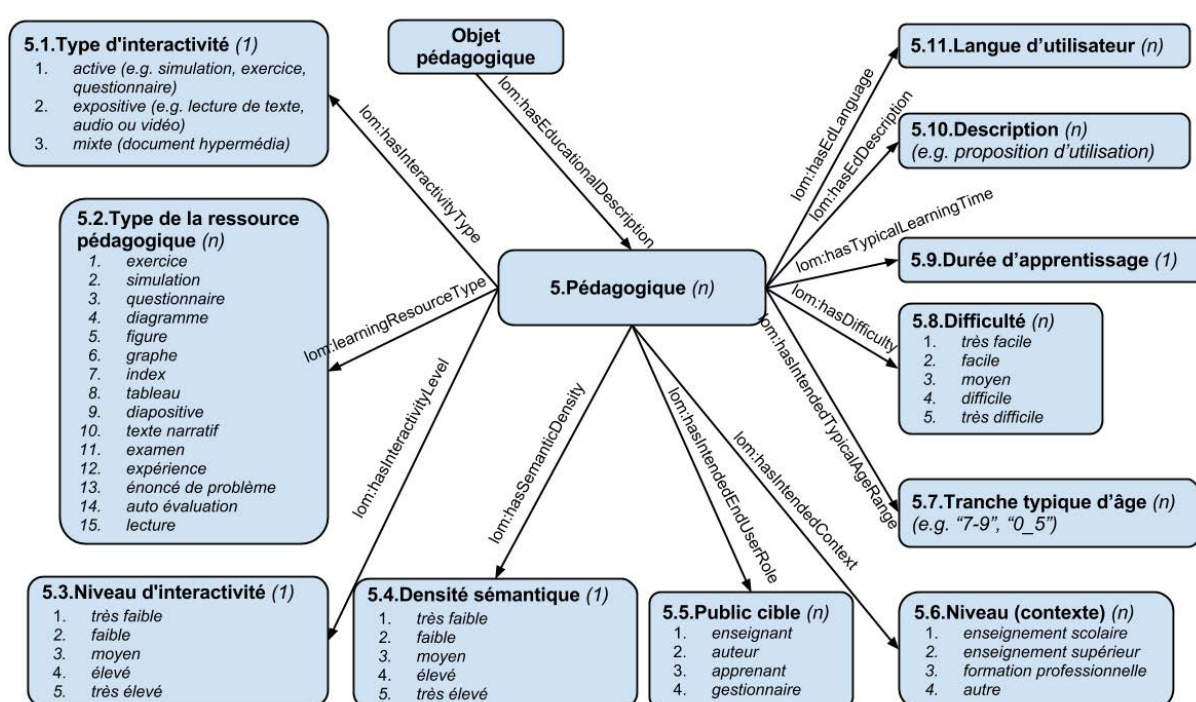 Objet
pédagogique
5.1.Type d'interactivité (1)
1. active (e.g. simulation, exercice,
questionnaire)
2. expositive (e.g. lecture de texte,
audio ou vidéo)
3. mixte (document hypermédia)
5.2.Type de la ressource
pédagogique (n)
1. exercice
2. simulation
3. questionnaire
4. diagramme
5. figure
6. graphe
7. index
8. tableau
9. diapositive
10. texte narratif
11. examen
12. expérience
13. énoncé de problème
14. auto évaluation
15. lecture
5.3.Niveau d'interactivité (1)
1. très faible
2. faible
3. moyen
4. élevé
5. très élevé
5.4.Densité sémantique (1)
1. très faible
2. faible
3. moyen
4. élevé
5. très élevé
5.5.Public cible (n)
1. enseignant
2. auteur
3. apprenant
4. gestionnaire
5.6.Niveau (contexte) (n)
1. enseignement scolaire
2. enseignement supérieur
3. formation professionnelle
4. autre
5.7.Tranche typique d’âge (n)
(e.g. “7-9”, “0_5”)
5.8.Difficulté (n)
1. très facile
2. facile
3. moyen
4. difficile
5. très difficile
5.9.Durée d’apprentissage (1)
5.10.Description (n)
(e.g. proposition d’utilisation)
5.11.Langue d’utilisateur (n)
5.Pédagogique (n)
lom:hasEducationalDescription
lom:hasInteractivityType
lom:learningResourceType
lom:hasInteractivityLevel
lom:hasSemanticDensity
lom:hasIntendedEndUserRole
lom:hasIntendedContext
lom:hasIntendedTypicalAgeRange
lom:hasDifficulty
lom:hasTypicalLearningTime
lom:hasEdDescription
lom:hasEdLanguage